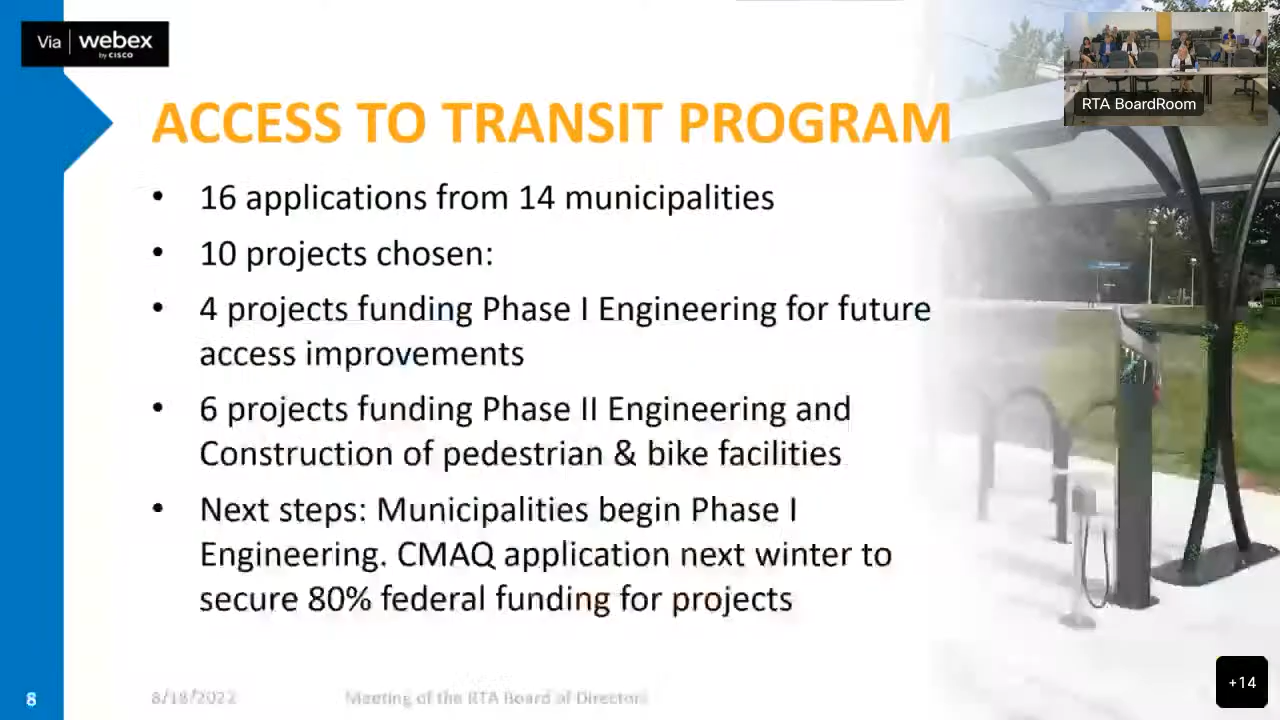 Via webex
by CISCO
RTA BoardRoom
ACCESS TO TRANSIT PROGRAM
• 16 applications from 14 municipalities
• 10 projects chosen:
• 4 projects funding Phase I Engineering for future
access improvements
• 6 projects funding Phase II Engineering and
Construction of pedestrian & bike facilities
• Next steps: Municipalities begin Phase I
Engineering. CMAQ application next winter to
secure 80% federal funding for projects
8 8/18/2022 Meeting of the RTA Board of Directors
+14